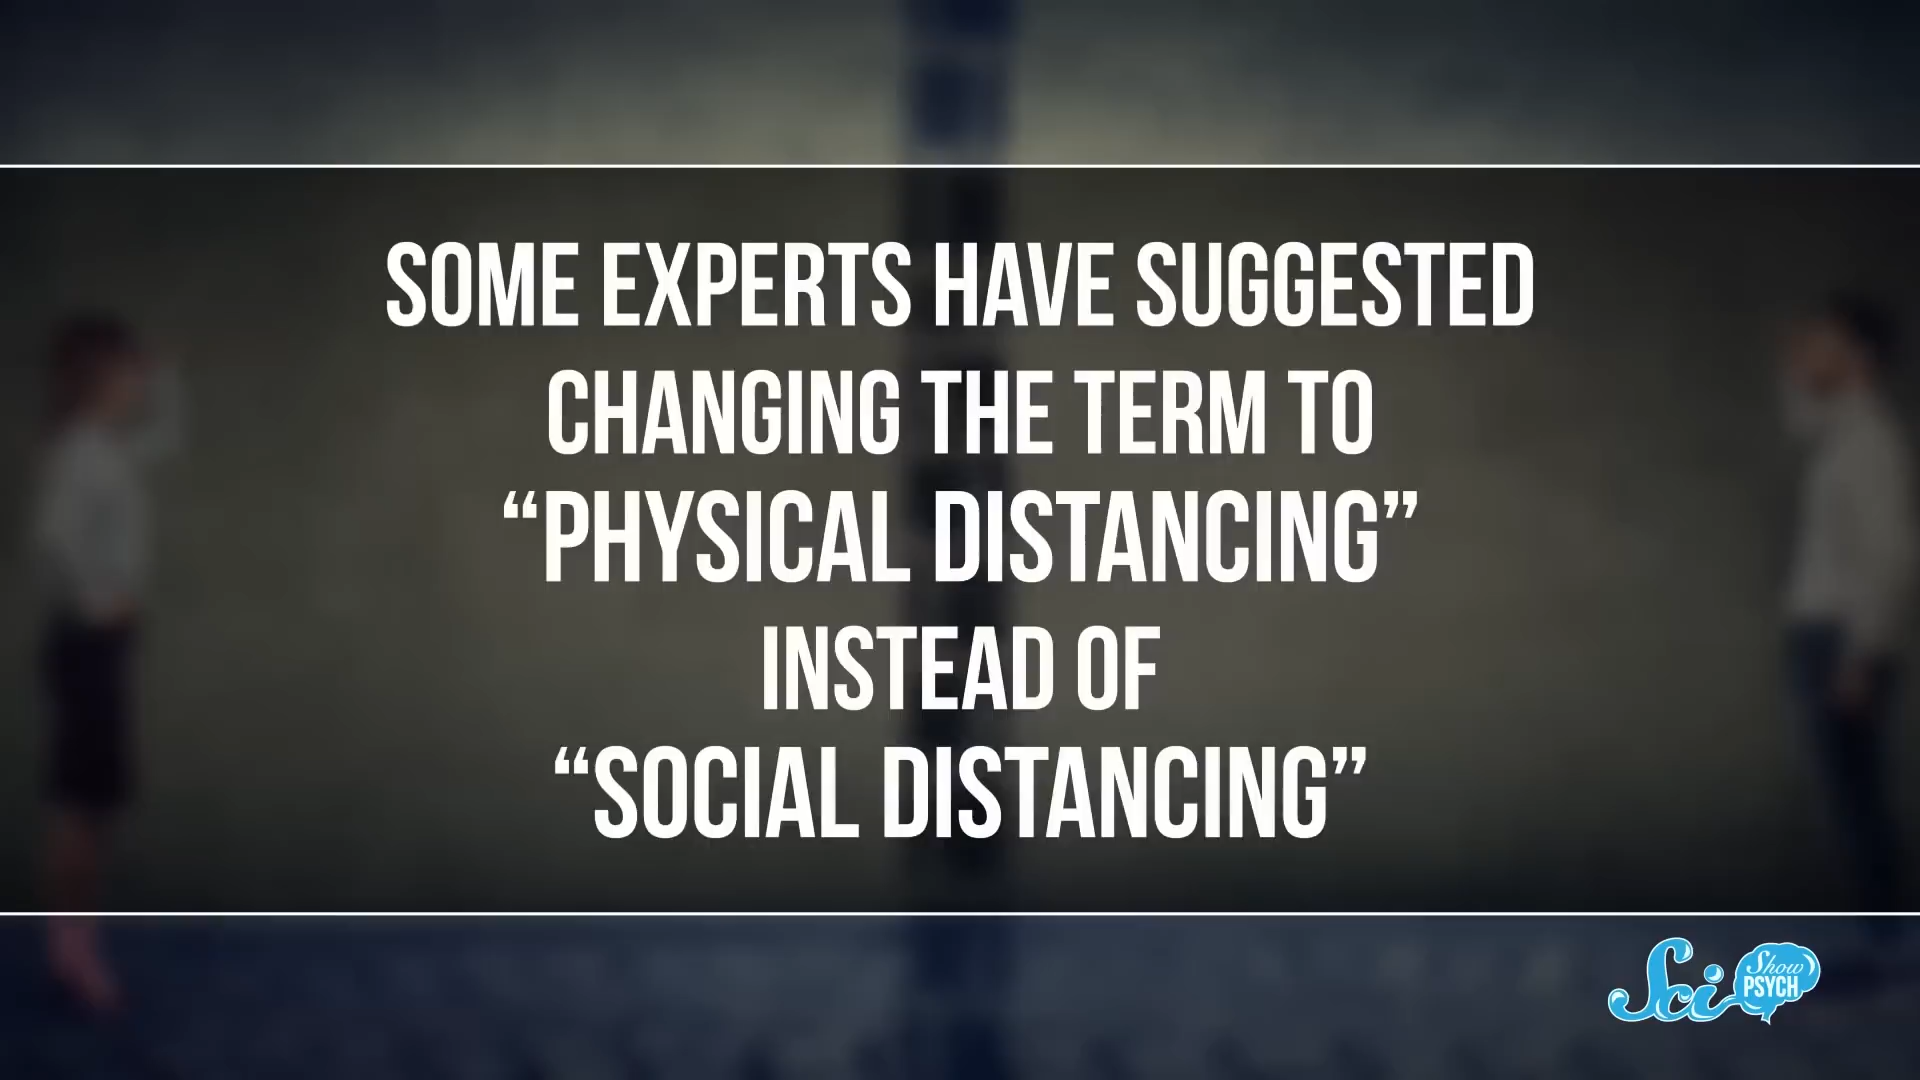 SOME EXPERTS HAVE SUGGESTED
CHANGING THE TERM TO
“PHYSICAL DISTANCING”
INSTEAD OF
“SOCIAL DISTANCING”
Sci Show
PSYCH